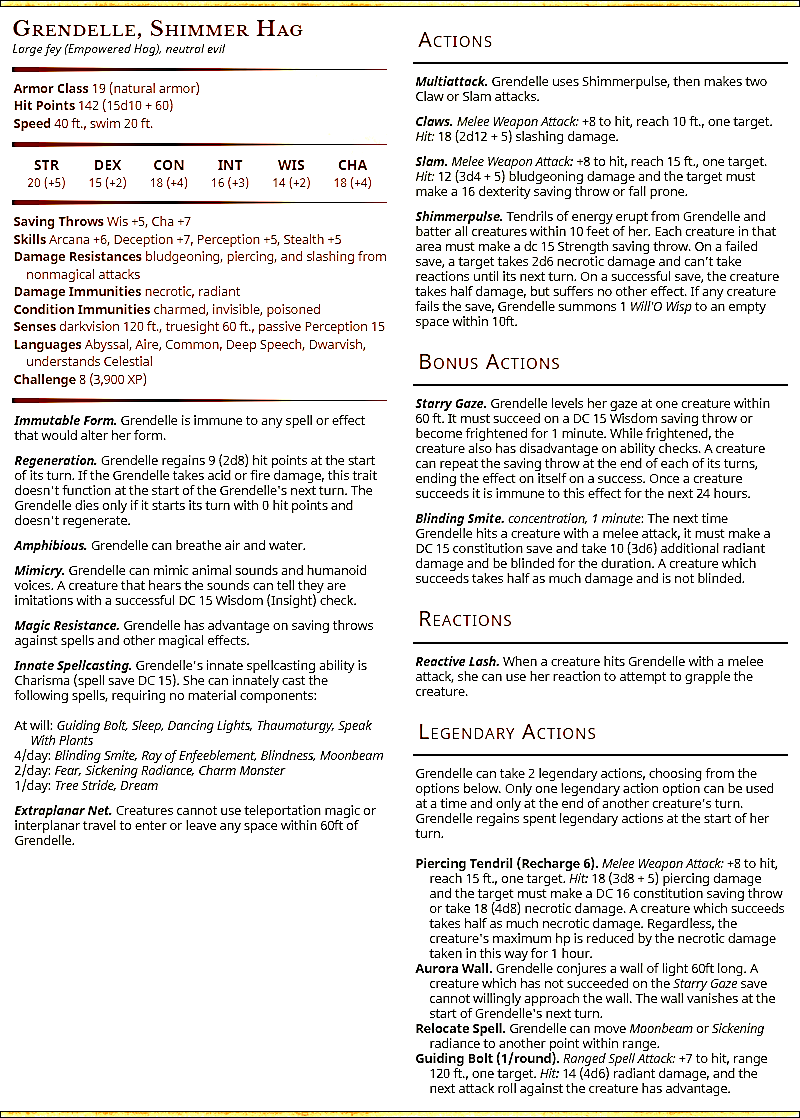 Grendelle, Shimmer Hag
Large fey (Empowered Hag), neutral evil
Armor Class 19 (natural armor)
Hit Points 142 (15d10 + 60)
Speed 40 ft., swim 20 ft.
STR DEX CON INT WIS CHA
20 (+5) 15 (+2) 18 (+4) 16 (+3) 14 (+2) 18 (+4)
Saving Throws Wis +5, Cha +7
Skills Arcana +6, Deception +7, Perception +5, Stealth +5
Damage Resistances bludgeoning, piercing, and slashing from
nonmagical attacks
Damage Immunities necrotic, radiant
Condition Immunities charmed, invisible, poisoned
Senses darkvision 120 ft., truesight 60 ft., passive Perception 15
Languages Abyssal, Aire, Common, Deep Speech, Dwarvish,
understands Celestial
Challenge 8 (3,900 XP)
Immutable Form. Grendelle is immune to any spell or effect
that would alter her form.
Regeneration. Grendelle regains 9 (2d8) hit points at the start
of its turn. If the Grendelle takes acid or fire damage, this trait
doesn't function at the start of the Grendelle's next turn. The
Grendelle dies only if it starts its turn with 0 hit points and
doesn't regenerate.
Amphibious. Grendelle can breathe air and water.
Mimicry. Grendelle can mimic animal sounds and humanoid
voices. A creature that hears the sounds can tell they are
imitations with a successful DC 15 Wisdom (Insight) check.
Magic Resistance. Grendelle has advantage on saving throws
against spells and other magical effects.
Innate Spellcasting. Grendelle's innate spellcasting ability is
Charisma (spell save DC 15). She can innately cast the
following spells, requiring no material components:
At will: Guiding Bolt, Sleep, Dancing Lights, Thaumaturgy, Speak
With Plants
4/day: Blinding Smite, Ray of Enfeeblement, Blindness, Moonbeam
2/day: Fear, Sickening Radiance, Charm Monster
1/day: Tree Stride, Dream
Extraplanar Net. Creatures cannot use teleportation magic or
interplanar travel to enter or leave any space within 60ft of
Grendelle.
Actions
Multiattack. Grendelle uses Shimmerpulse, then makes two
Claw or Slam attacks.
Claws. Melee Weapon Attack: +8 to hit, reach 10 ft., one target.
Hit: 18 (2d12 + 5) slashing damage.
Slam. Melee Weapon Attack: +8 to hit, reach 15 ft., one target.
Hit: 12 (3d4 + 5) bludgeoning damage and the target must
make a 16 dexterity saving throw or fall prone.
Shimmerpulse. Tendrils of energy erupt from Grendelle and
batter all creatures within 10 feet of her. Each creature in that
area must make a dc 15 Strength saving throw. On a failed
save, a target takes 2d6 necrotic damage and can't take
reactions until its next turn. On a successful save, the creature
takes half damage, but suffers no other effect. If any creature
fails the save, Grendelle summons 1 Will'O Wisp to an empty
space within 10ft.
Bonus Actions
Starry Gaze. Grendelle levels her gaze at one creature within
60 ft. It must succeed on a DC 15 Wisdom saving throw or
become frightened for 1 minute. While frightened, the
creature also has disadvantage on ability checks. A creature
can repeat the saving throw at the end of each of its turns,
ending the effect on itself on a success. Once a creature
succeeds it is immune to this effect for the next 24 hours.
Blinding Smite. concentration, 1 minute: The next time
Grendelle hits a creature with a melee attack, it must make a
DC 15 constitution save and take 10 (3d6) additional radiant
damage and be blinded for the duration. A creature which
succeeds takes half as much damage and is not blinded.
Reactions
Reactive Lash. When a creature hits Grendelle with a melee
attack, she can use her reaction to attempt to grapple the
creature.
Legendary Actions
Grendelle can take 2 legendary actions, choosing from the
options below. Only one legendary action option can be used
at a time and only at the end of another creature's turn.
Grendelle regains spent legendary actions at the start of her
turn.
Piercing Tendril (Recharge 6). Melee Weapon Attack: +8 to hit,
reach 15 ft., one target. Hit: 18 (3d8 + 5) piercing damage
and the target must make a DC 16 constitution saving throw
or take 18 (4d8) necrotic damage. A creature which succeeds
takes half as much necrotic damage. Regardless, the
creature's maximum hp is reduced by the necrotic damage
taken in this way for 1 hour.
Aurora Wall. Grendelle conjures a wall of light 60ft long. A
creature which has not succeeded on the Starry Gaze save
cannot willingly approach the wall. The wall vanishes at the
start of Grendelle's next turn.
Relocate Spell. Grendelle can move Moonbeam or Sickening
radiance to another point within range.
Guiding Bolt (1/round). Ranged Spell Attack: +7 to hit, range
120 ft., one target. Hit: 14 (4d6) radiant damage, and the
next attack roll against the creature has advantage.